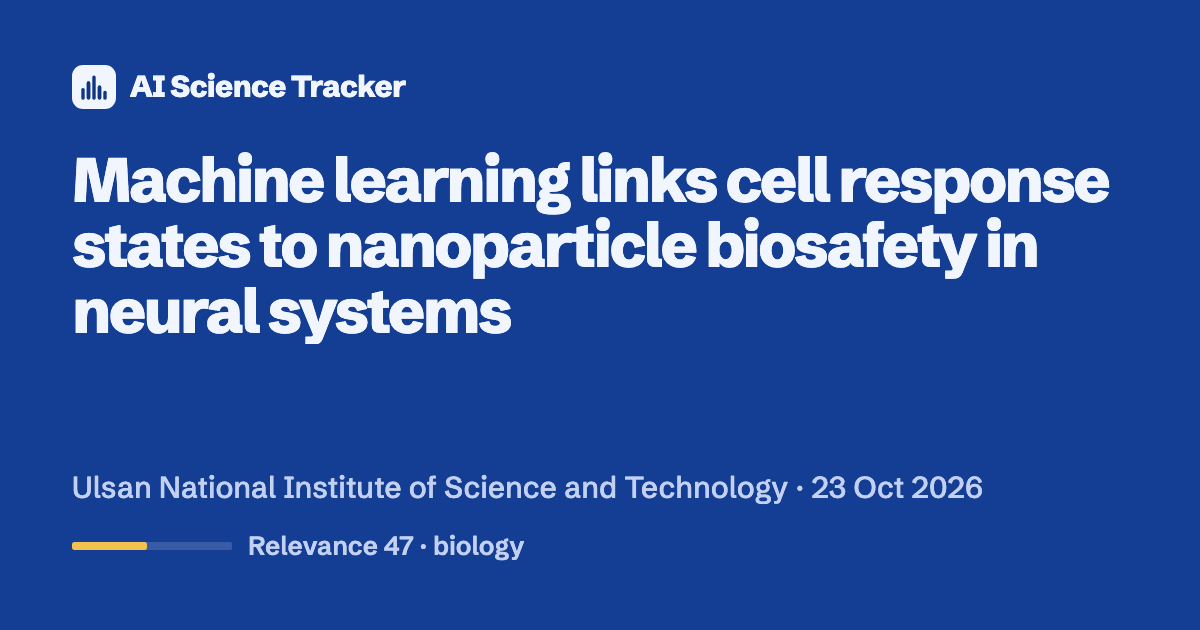 AI Science Tracker
Machine learning links cell response
states to nanoparticle biosafety in
neural systems
Ulsan National Institute of Science and Technology · 23 Oct 2026
Relevance 47 · biology